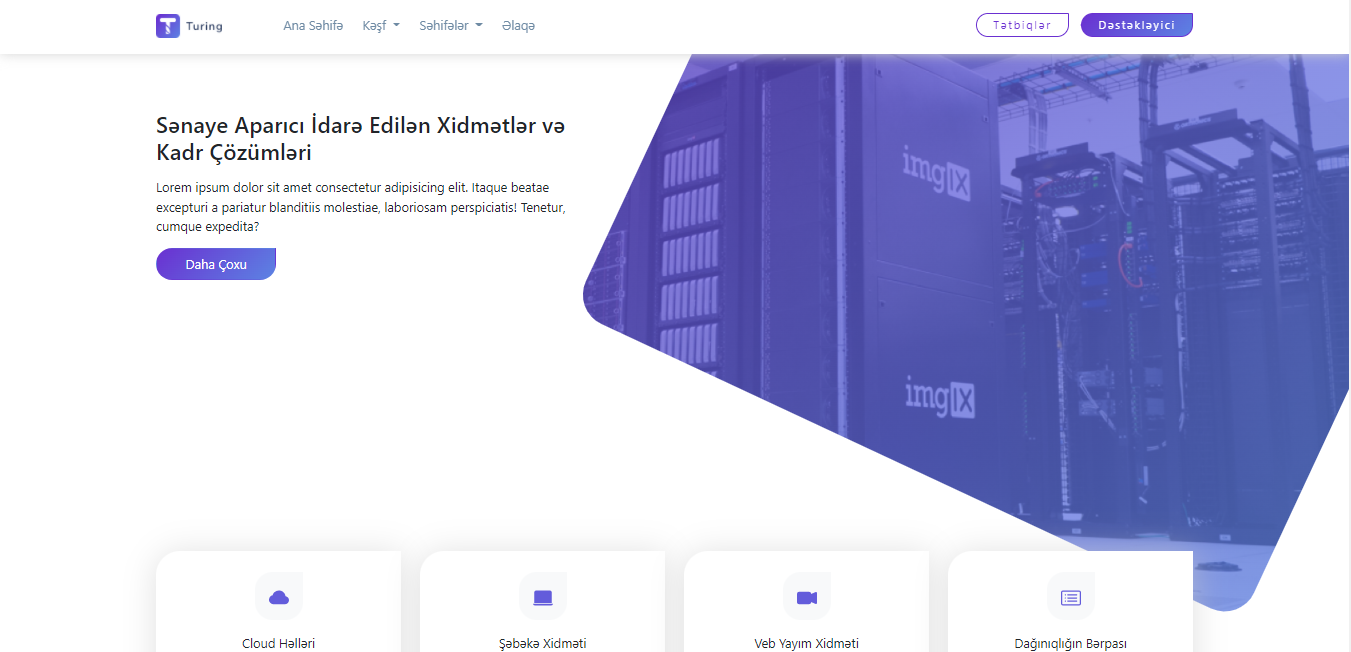 Turing
Ana Səhifə
Kəşf
Səhifələr
Əlaqə
Tətbiqlər
Dəstəkləyici
Sənaye Aparıcı İdarə Edilən Xidmətlər və
Kadr Çözümləri
Lorem ipsum dolor sit amet consectetur adipisicing elit. Itaque beatae
excepturi a pariatur blanditiis molestiae, laboriosam perspiciatis! Tenetur,
cumque expedita?
Daha Çoxu
imgIX
imgIX
Cloud Həlləri
Şəbəkə Xidməti
Veb Yayım Xidməti
Dağınıqlığın Bərpası